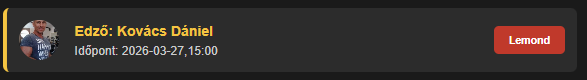 Edző: Kovács Dániel
Időpont: 2026-03-27,15:00
Lemond